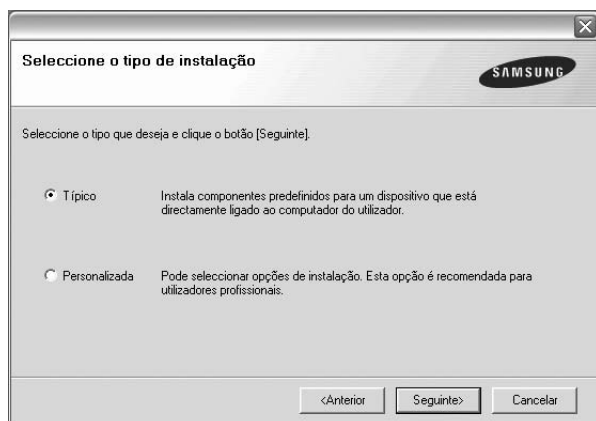 Seleccione o tipo de instalação
SAMSUNG
Seleccione o tipo que deseja e clique o botão [Seguinte].
Típico
Instala componentes predefinidos para um dispositivo que está
directamente ligado ao computador do utilizador.
Personalizada
Pode seleccionar opções de instalação. Esta opção é recomendada para
utilizadores profissionais.
<Anterior
Seguinte>
Cancelar